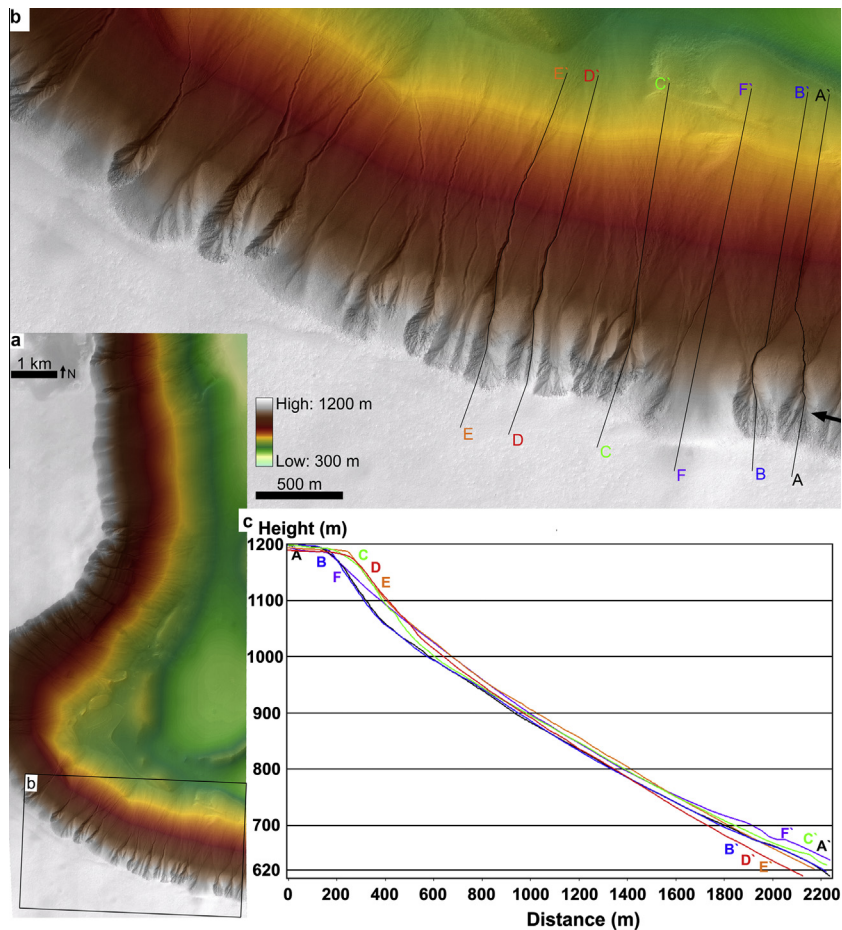 b
E`
D`
C`
F`
B`
A`
a
1 km
N
High: 1200 m
Low: 300 m
500 m
E
D
C
F
B
A
b
c
Height (m)
1200
1100
1000
900
800
700
620
A
B
F
C
D
E
F`
C`
A`
B`
D`
E`
0 200 400 600 800 1000 1200 1400 1600 1800 2000 2200
Distance (m)